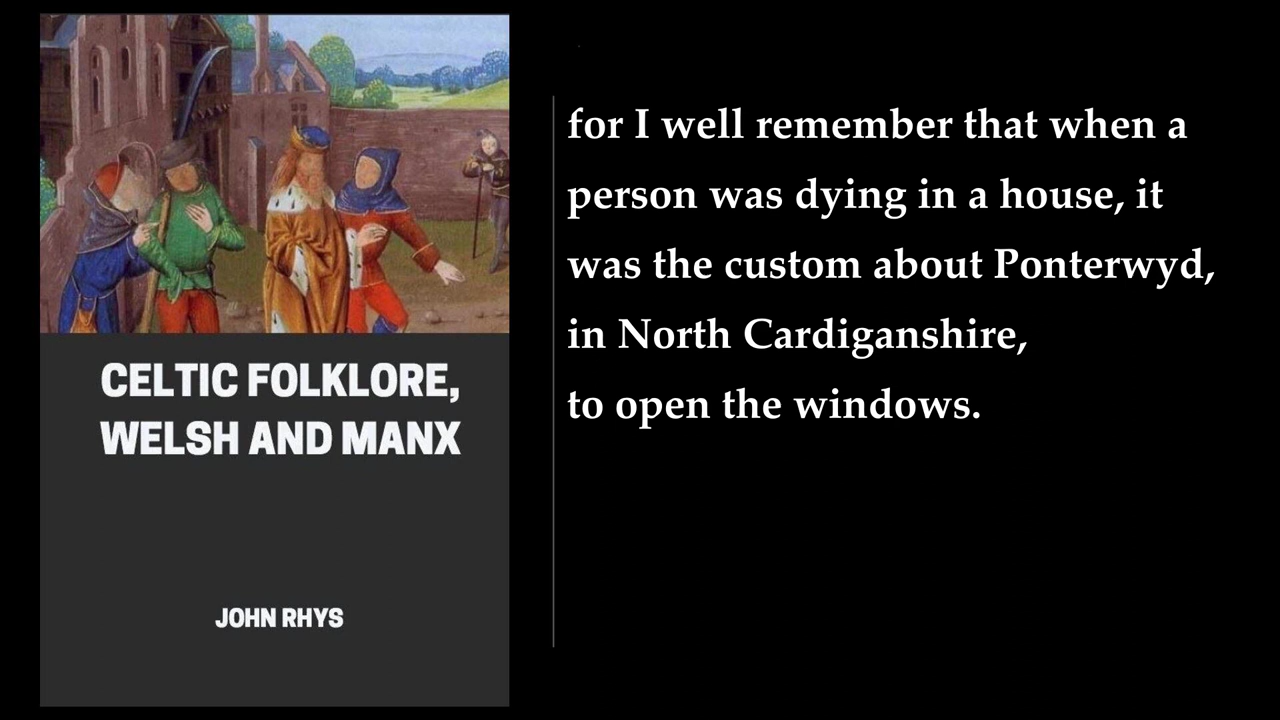 CELTIC FOLKLORE,
WELSH AND MANX
JOHN RHYS
for I well remember that when a
person was dying in a house, it
was the custom about Ponterwyd,
in North Cardiganshire,
to open the windows.